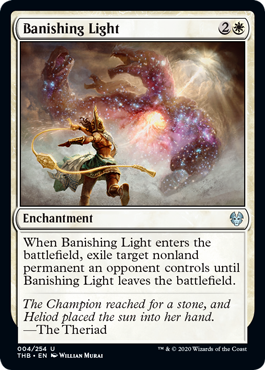 Banishing Light 2
Enchantment
When Banishing Light enters the
battlefield, exile target nonland
permanent an opponent controls until
Banishing Light leaves the battlefield.
The Champion reached for a stone, and
Heliod placed the sun into her hand.
—The Theriad
004/254 U
THB • EN WILLIAN MURAI
™ & © 2020 Wizards of the Coast